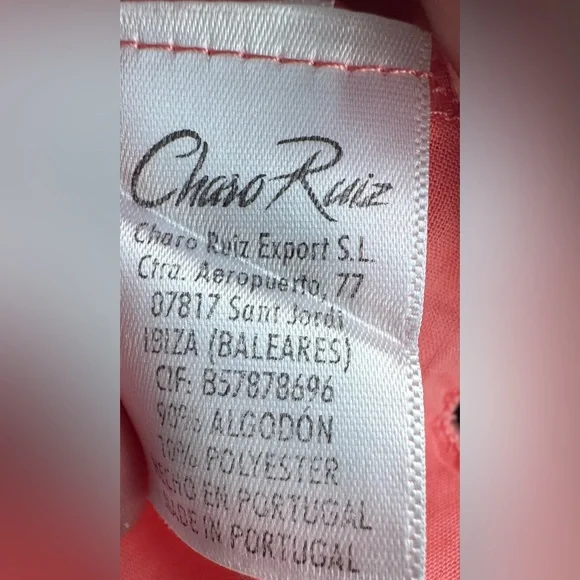 Charo Ruiz
Charo Ruiz Export S.L.
Ctra. Aeropuerto, 77
07817 Sant Jordi
IBIZA (BALEARES)
CIF: B57878696
90% ALGODÓN
10% POLYESTER
HECHO EN PORTUGAL
MADE IN PORTUGAL